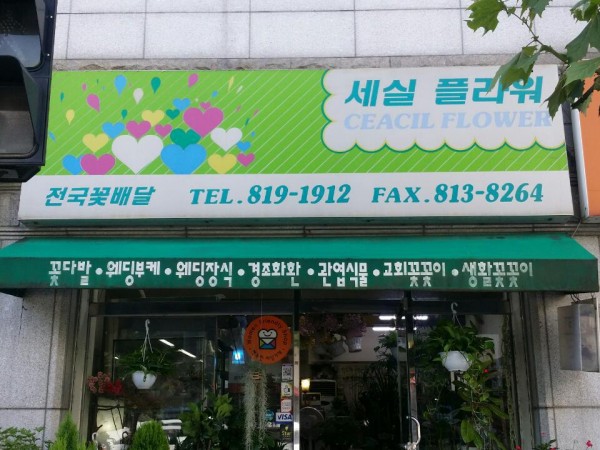 세실 플라워
CEACIL FLOWER
전국꽃배달 TEL.819-1912 FAX.813-8264
꽃다발•웨딩부케•웨딩장식•경조화환•관엽식물•교회꽃꽂이•생활꽃꽂이
VISA